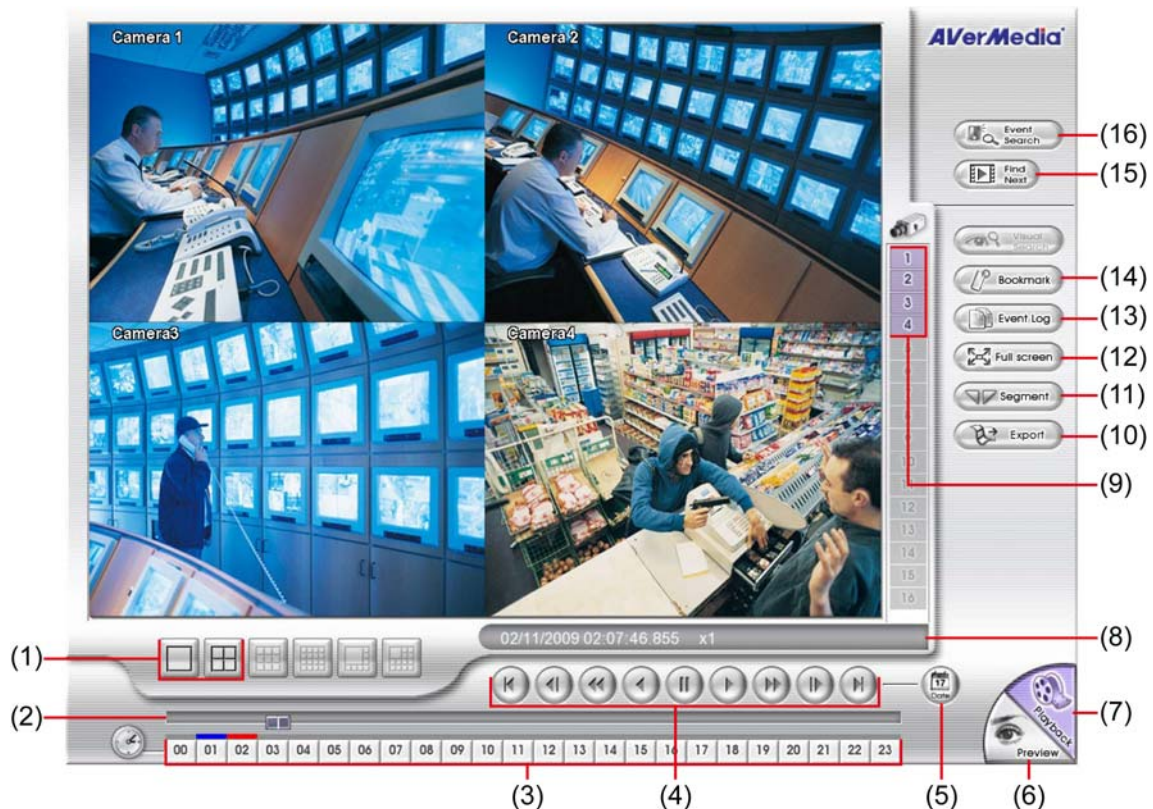 Camera 1
Camera 2
AVerMedia
Event
Search
(16)
Find
Next
(15)
Visual
Search
1
2
3
4
Bookmark
(14)
Event Log
(13)
Full screen
(12)
Segment
(11)
Export
(10)
Camera3
Camera4
(9)
10
12
13
14
15
16
02/11/2009 02:07:46.855 x1
(8)
(1)
17
Date
(2)
Playback
(7)
00 01 02 03 04 05 06 07 08 09 10 11 12 13 14 15 16 17 18 19 20 21 22 23
Preview
(3)
(4)
(5)
(6)